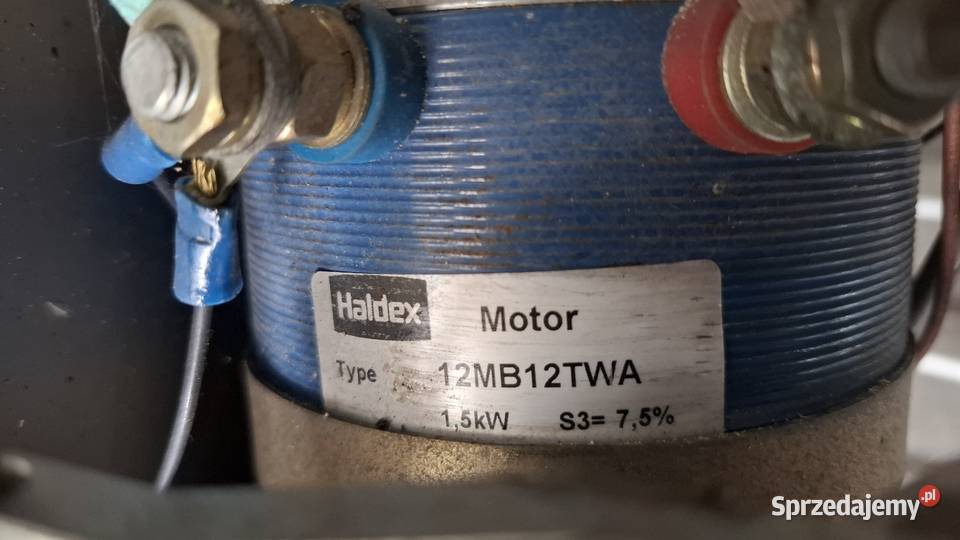 Haldex
Motor
Type 12MB12TWA
1,5kW S3= 7,5%
Sprzedajemy.pl